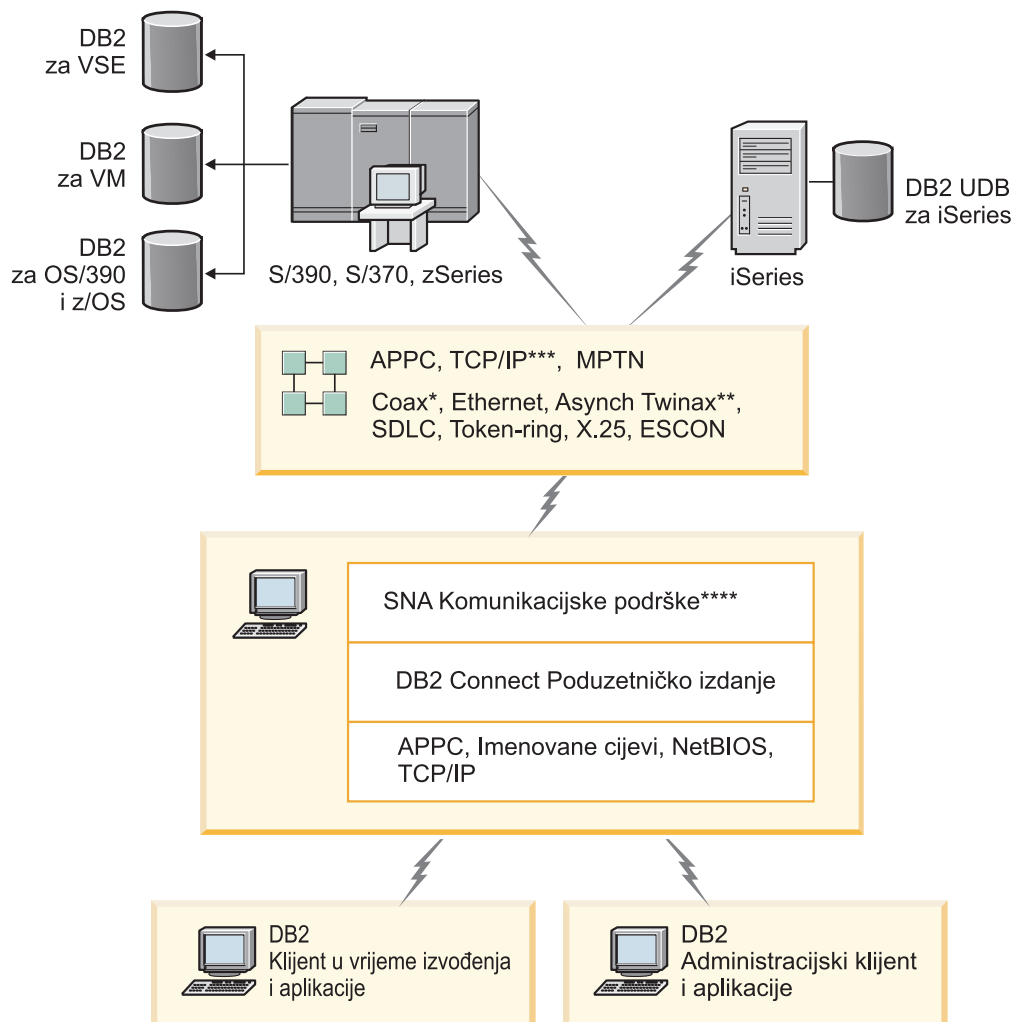 DB2
za VSE
DB2
za VM
DB2
za OS/390
i z/OS
S/390, S/370, zSeries
iSeries
DB2 UDB
za iSeries
APPC, TCP/IP***, MPTN
Coax*, Ethernet, Asynch Twinax**,
SDLC, Token-ring, X.25, ESCON
SNA Komunikacijske podrške****
DB2 Connect Poduzetničko izdanje
APPC, Imenovane cijevi, NetBIOS,
TCP/IP
DB2
Klijent u vrijeme izvođenja
i aplikacije
DB2
Administracijski klijent
i aplikacije